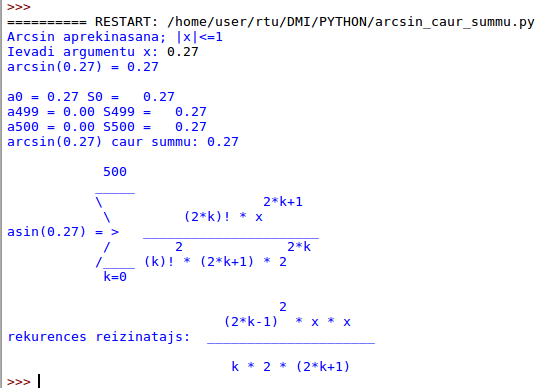 >>>
========== RESTART: /home/user/rtu/DMI/PYTHON/arcsin_caur_summu.py
Arcsin aprekinasana; |x|<=1
Ievadi argumentu x: 0.27
arcsin(0.27) = 0.27

a0 = 0.27 S0 =   0.27
a499 = 0.00 S499 =   0.27
a500 = 0.00 S500 =   0.27
arcsin(0.27) caur summu: 0.27

            500
           _____
           \                    2*k+1
            \         (2*k)! * x
asin(0.27) = >   ______________________
            /        2             2*k
           /____ (k)! * (2*k+1) * 2
            k=0

                                  2
                           (2*k-1)  * x * x
rekurences reizinatajs:  _____________________

                            k * 2 * (2*k+1)
>>>